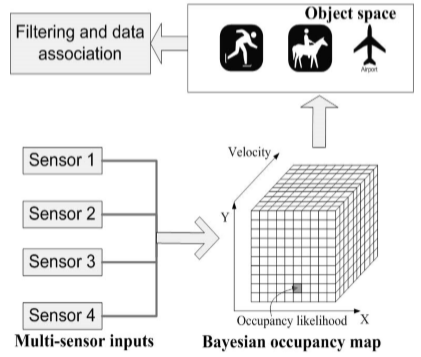 Filtering and data
association
Object space
Airport
Sensor 1
Sensor 2
Sensor 3
Sensor 4
Multi-sensor inputs
Velocity
Y
Occupancy likelihood
X
Bayesian occupancy map